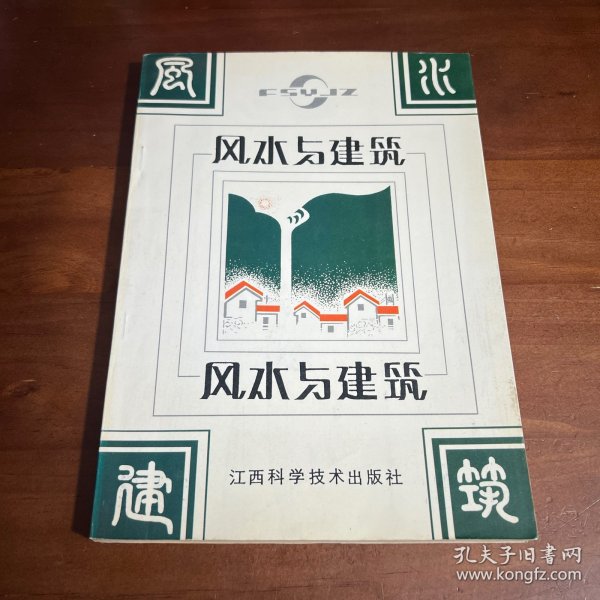 風 水
FSYJZ
风水与建筑
风水与建筑
江西科学技术出版社
建 筑
孔夫子旧书网
www.kongfz.com